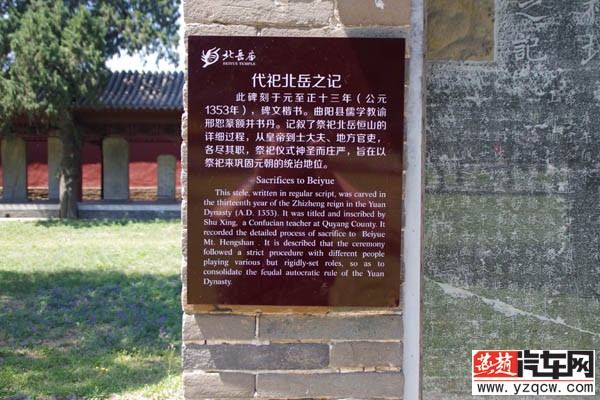 北岳庙
BEIYUE TEMPLE
代祀北岳之记
此碑刻于元至正十三年（公元
1353年），碑文楷书。曲阳县儒学教谕
邢恕篆额并书丹。记叙了祭祀北岳恒山的
详细过程，从皇帝到士大夫、地方官吏，
各尽其职，祭祀仪式神圣而庄严，旨在以
祭祀来巩固元朝的统治地位。
Sacrifices to Beiyue
This stele, written in regular script, was carved in
the thirteenth year of the Zhizheng reign in the Yuan
Dynasty (A.D. 1353). It was titled and inscribed by
Shu Xing, a Confucian teacher at Quyang County. It
recorded the detailed process of sacrifice to Beiyue
Mt. Hengshan . It is described that the ceremony
followed a strict procedure with different people
playing various but rigidly-set roles, so as to
consolidate the feudal autocratic rule of the Yuan
Dynasty.
之记
燕赵汽车网
www.yzqcw.com